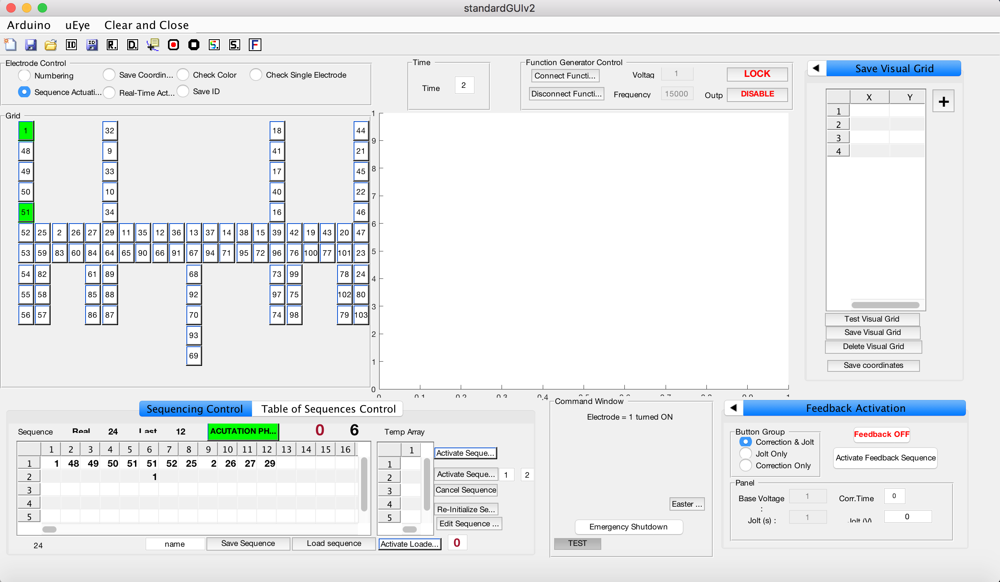 standardGUIv2
Arduino uEye Clear and Close
ID ID R. D. S. S. F
Electrode Control
Numbering Save Coordin... Check Color Check Single Electrode
Sequence Actuati... Real-Time Act... Save ID
Time
Time 2
Function Generator Control
Connect Functi... Voltag 1 LOCK
Disconnect Functi... Frequency 15000 Outp DISABLE
Save Visual Grid
X Y
1
2
3
4
+
Test Visual Grid
Save Visual Grid
Delete Visual Grid
Save coordinates
Grid
1 32 18 44
48 9 41 21
49 33 17 45
50 10 40 22
51 34 16 46
52 25 2 26 27 29 11 35 12 36 13 37 14 38 15 39 42 19 43 20 47
53 59 83 60 84 64 65 90 66 91 67 94 71 95 72 96 76 100 77 101 23
54 82 61 89 68 73 99 78 24
55 58 85 88 92 97 75 102 80
56 57 86 87 70 74 98 79 103
93
69
1
9
8
7
6
5
4
3
2
1
0
0 0.1 0.2 0.3 0.4 0.5 0.6 0.7 0.8 0.9 1
Sequencing Control Table of Sequences Control
Sequence Real 24 Last 12 ACUTATION PH... 0 6 Temp Array
1 2 3 4 5 6 7 8 9 10 11 12 13 14 15 16
1 1 48 49 50 51 51 52 25 2 26 27 29
2 1
3
4
5
1
1
2
3
4
5
Activate Seque...
Activate Seque... 1 2
Cancel Sequence
Re-Initialize Se...
Edit Sequence ...
24 name Save Sequence Load sequence Activate Loade... 0
Command Window
Electrode = 1 turned ON
Easter ...
Emergency Shutdown
TEST
Feedback Activation
Button Group
Correction & Jolt
Jolt Only
Correction Only
Feedback OFF
Activate Feedback Sequence
Panel
Base Voltage
:
1 Corr.Time 0
Jolt (s) : 1 Jolt (V) 0